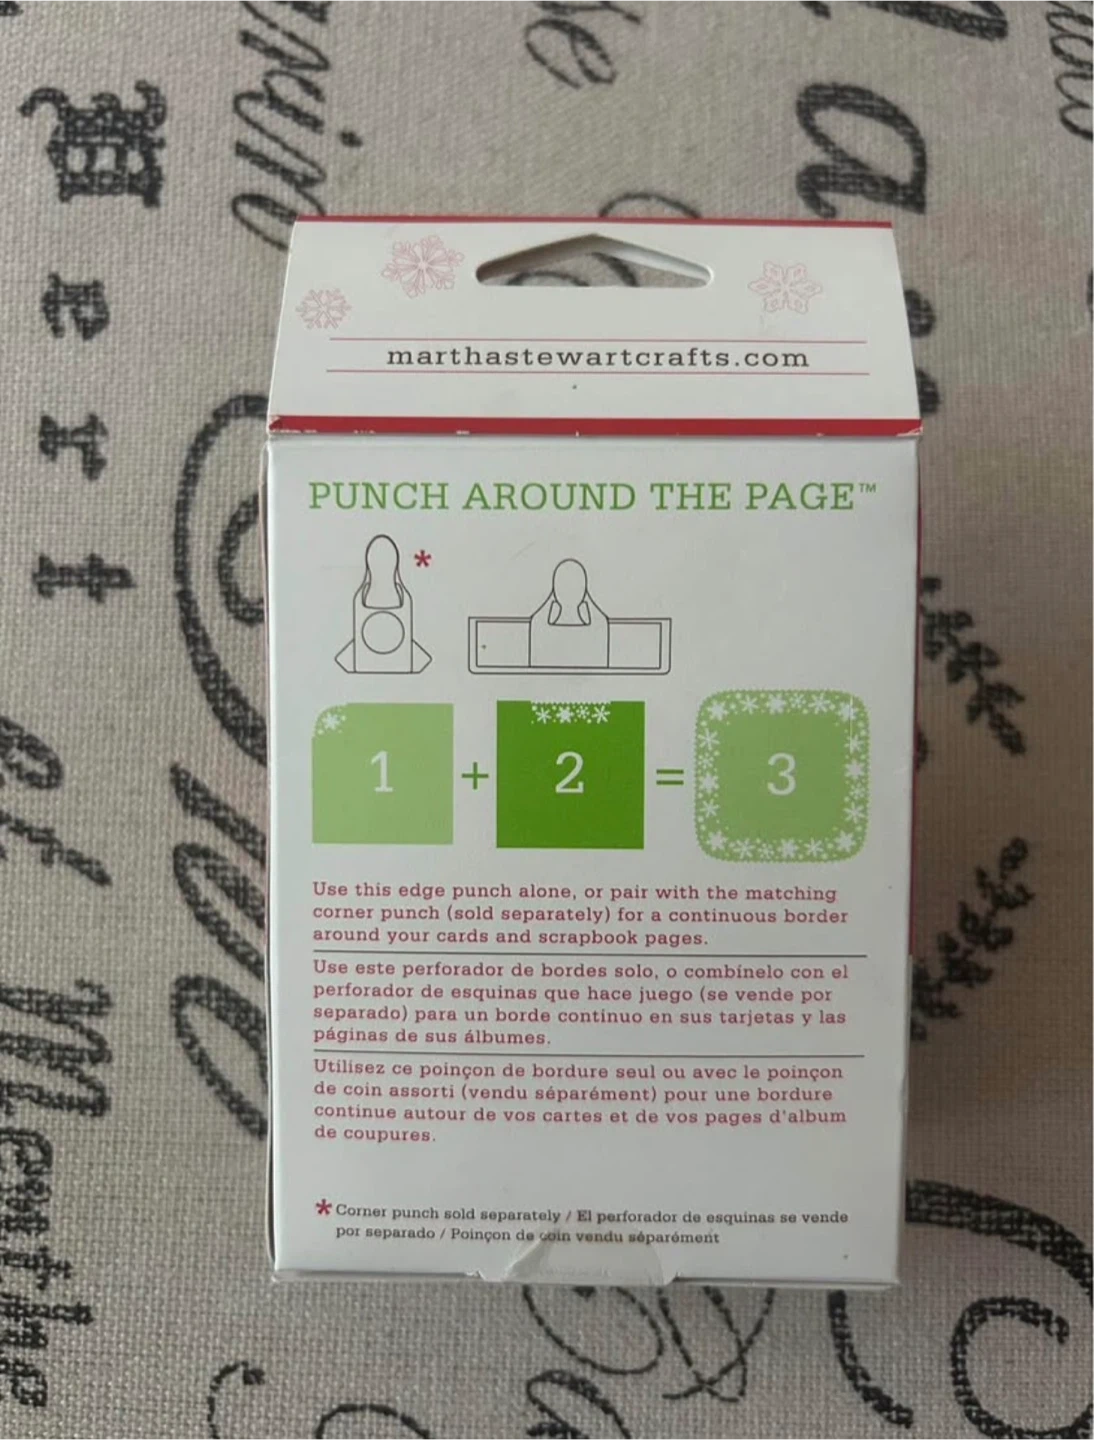 marthastewartcrafts.com
PUNCH AROUND THE PAGE™
*
1 + 2 = 3
Use this edge punch alone, or pair with the matching
corner punch (sold separately) for a continuous border
around your cards and scrapbook pages.
Use este perforador de bordes solo, o combínelo con el
perforador de esquinas que hace juego (se vende por
separado) para un borde continuo en sus tarjetas y las
páginas de sus álbumes.
Utilisez ce poinçon de bordure seul ou avec le poinçon
de coin assorti (vendu séparément) pour une bordure
continue autour de vos cartes et de vos pages d'album
de coupures.
* Corner punch sold separately / El perforador de esquinas se vende
por separado / Poinçon de coin vendu séparément